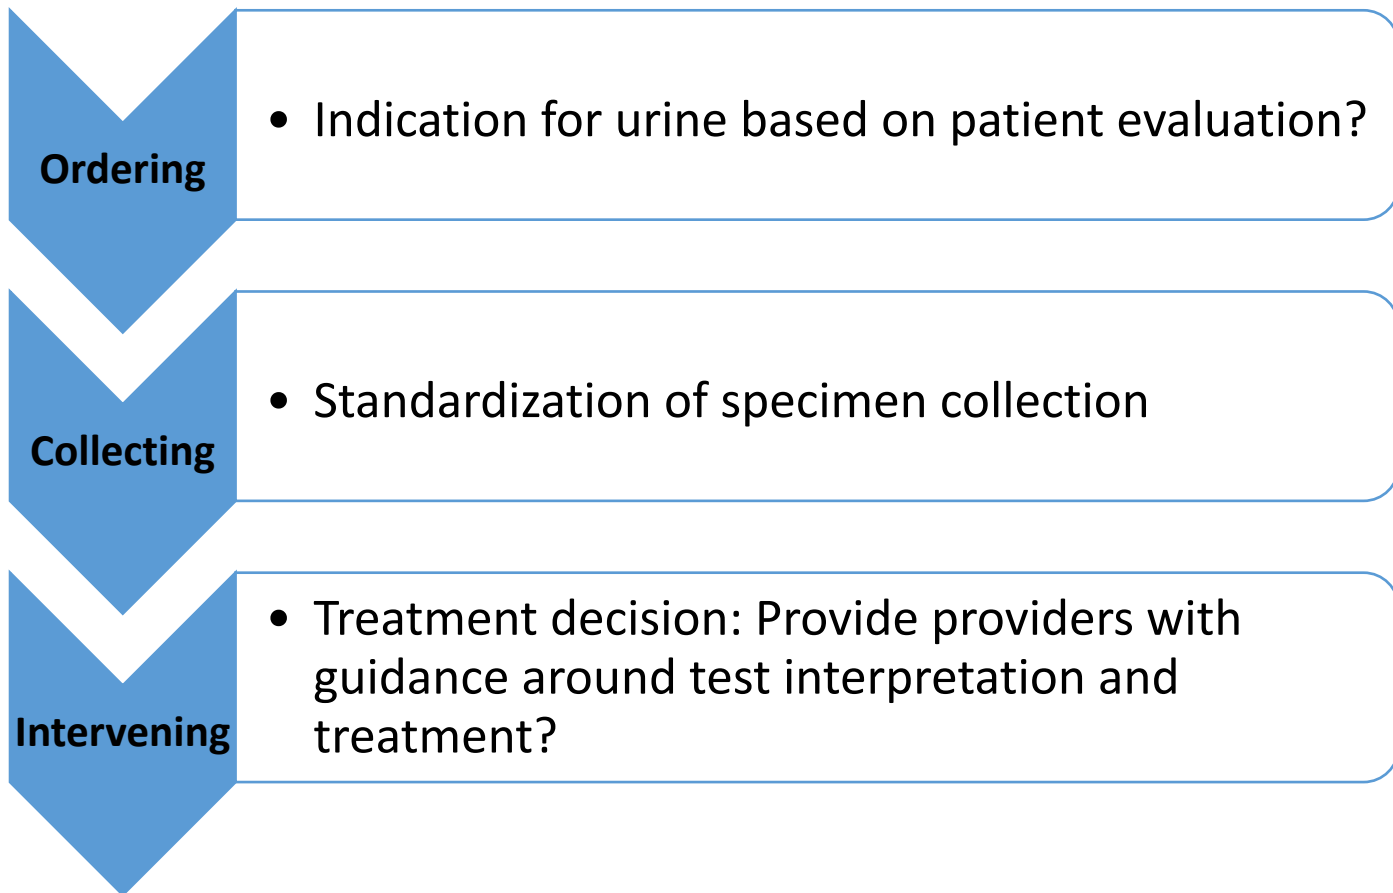 Ordering
• Indication for urine based on patient evaluation?
Collecting
• Standardization of specimen collection
Intervening
• Treatment decision: Provide providers with
guidance around test interpretation and
treatment?